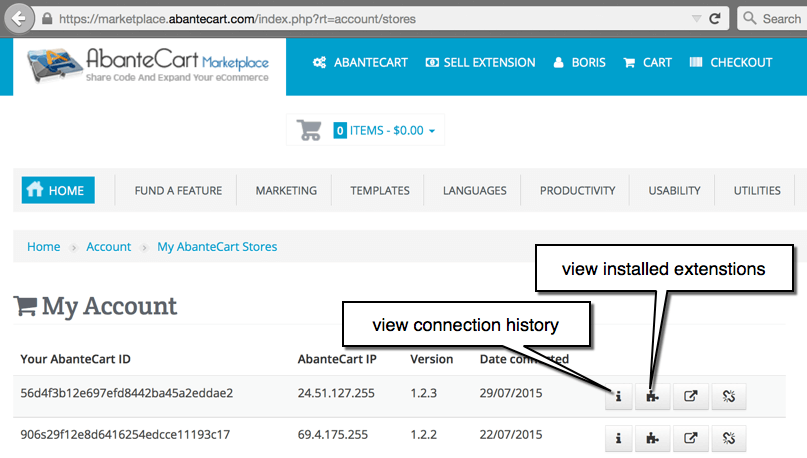 https://marketplace.abantecart.com/index.php?rt=account/stores
Search
AbanteCart Marketplace
Share Code And Expand Your eCommerce
ABANTECART
SELL EXTENSION
BORIS
CART
CHECKOUT
0 ITEMS - $0.00
HOME
FUND A FEATURE
MARKETING
TEMPLATES
LANGUAGES
PRODUCTIVITY
USABILITY
UTILITIES
Home
Account
My AbanteCart Stores
view installed extenstions
My Account
view connection history
Your AbanteCart ID AbanteCart IP Version Date connected
56d4f3b12e697efd8442ba45a2eddae2 24.51.127.255 1.2.3 29/07/2015
906s29f12e8d6416254edcce11193c17 69.4.175.255 1.2.2 22/07/2015